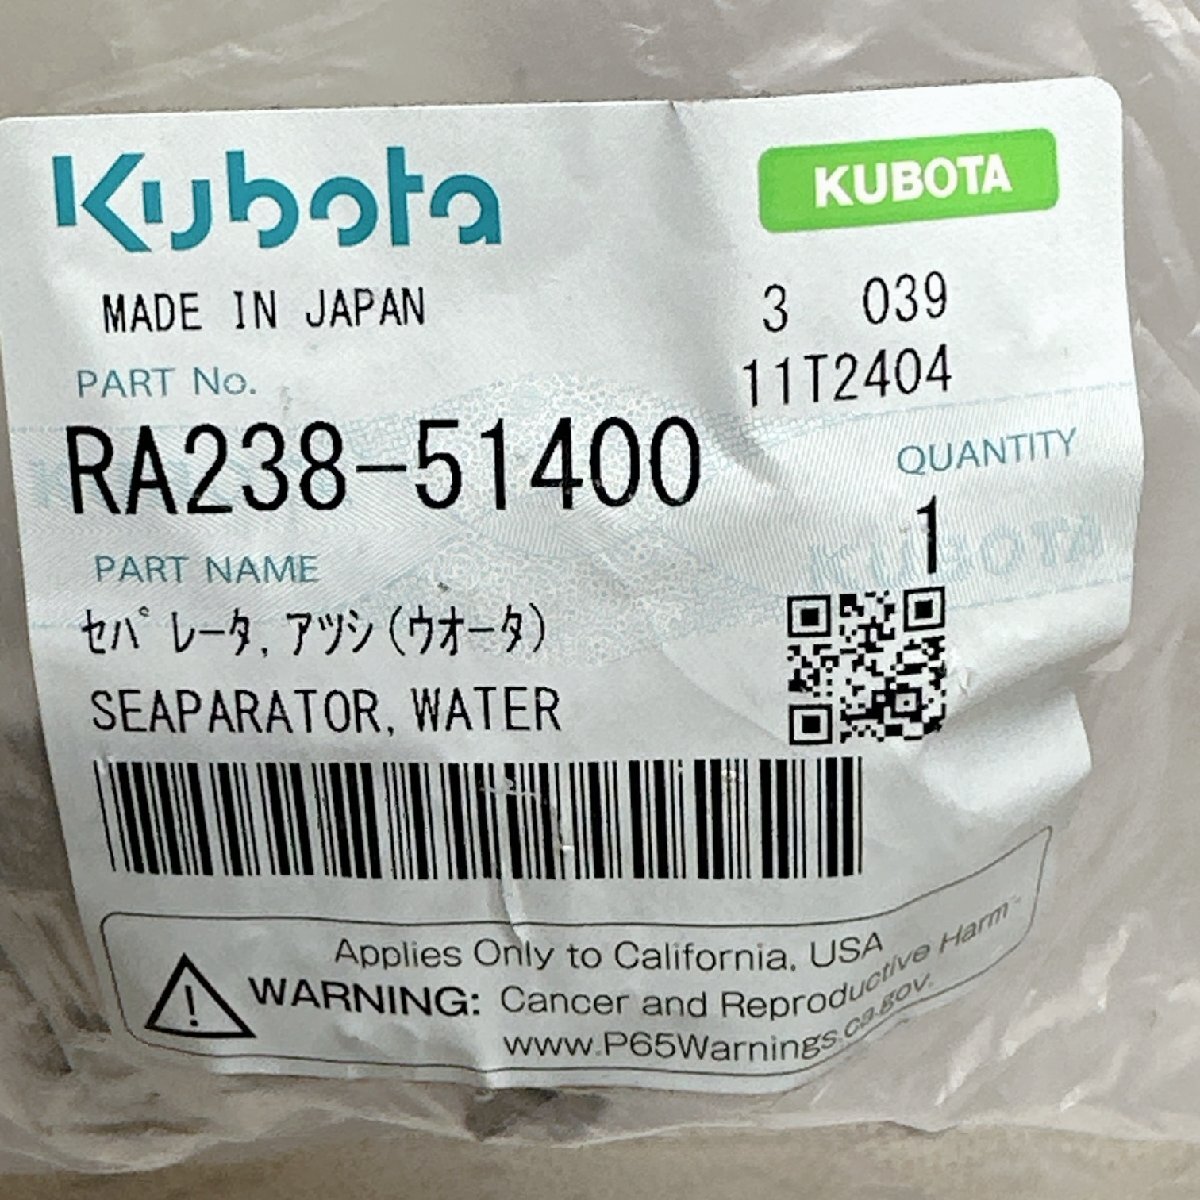 Kubota
KUBOTA
MADE IN JAPAN
3 039
11T2404
PART No.
RA238-51400
QUANTITY
1
PART NAME
セパレータ,アツシ(ウオータ)
SEAPARATOR,WATER
KUBOTA
Applies Only to California, USA
WARNING: Cancer and Reproductive Harm-
www.P65Warnings.ca.gov.